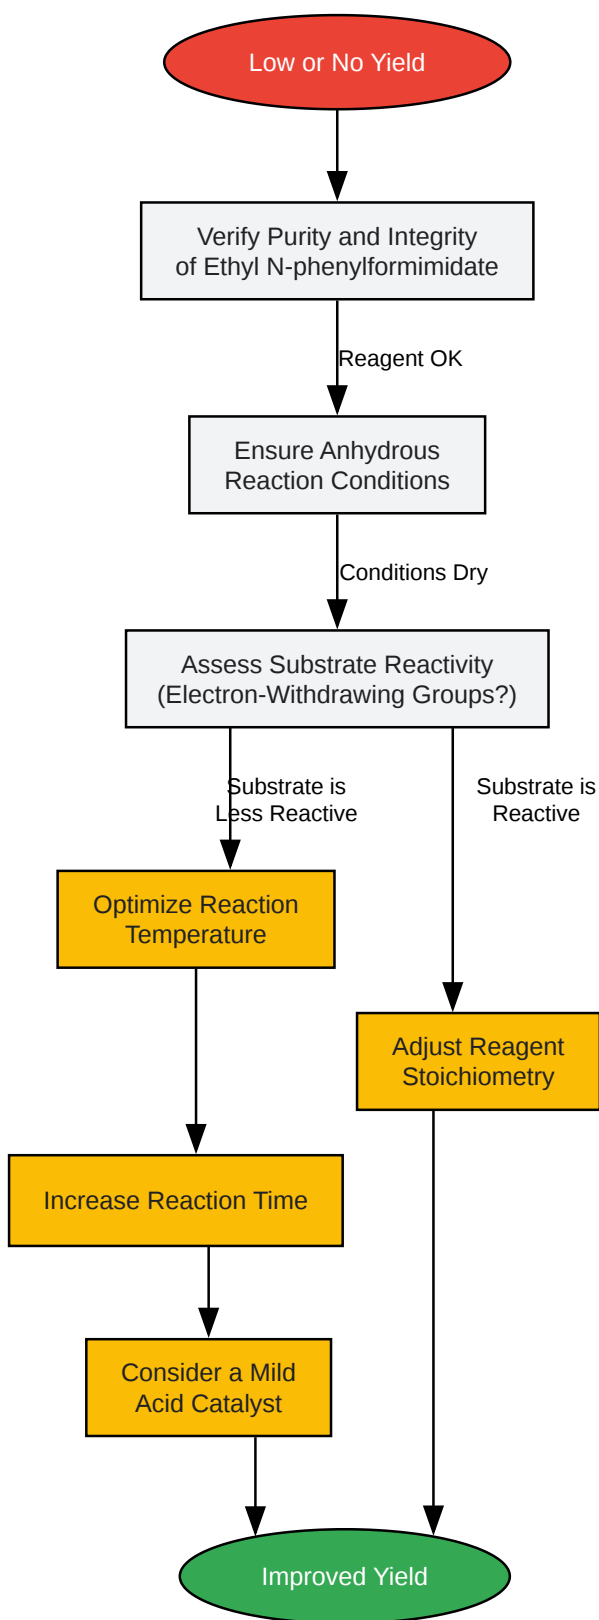 Low or No Yield
Verify Purity and Integrity
of Ethyl N-phenylformimidate
Reagent OK
Ensure Anhydrous
Reaction Conditions
Conditions Dry
Assess Substrate Reactivity
(Electron-Withdrawing Groups?)
Substrate is
Less Reactive
Substrate is
Reactive
Optimize Reaction
Temperature
Adjust Reagent
Stoichiometry
Increase Reaction Time
Consider a Mild
Acid Catalyst
Improved Yield